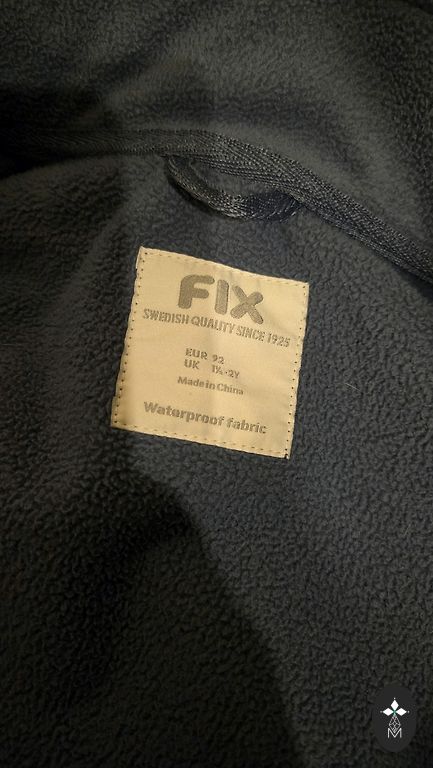 FIX
SWEDISH QUALITY SINCE 1925
EUR 92
UK 1½-2Y
Made in China
Waterproof fabric
M